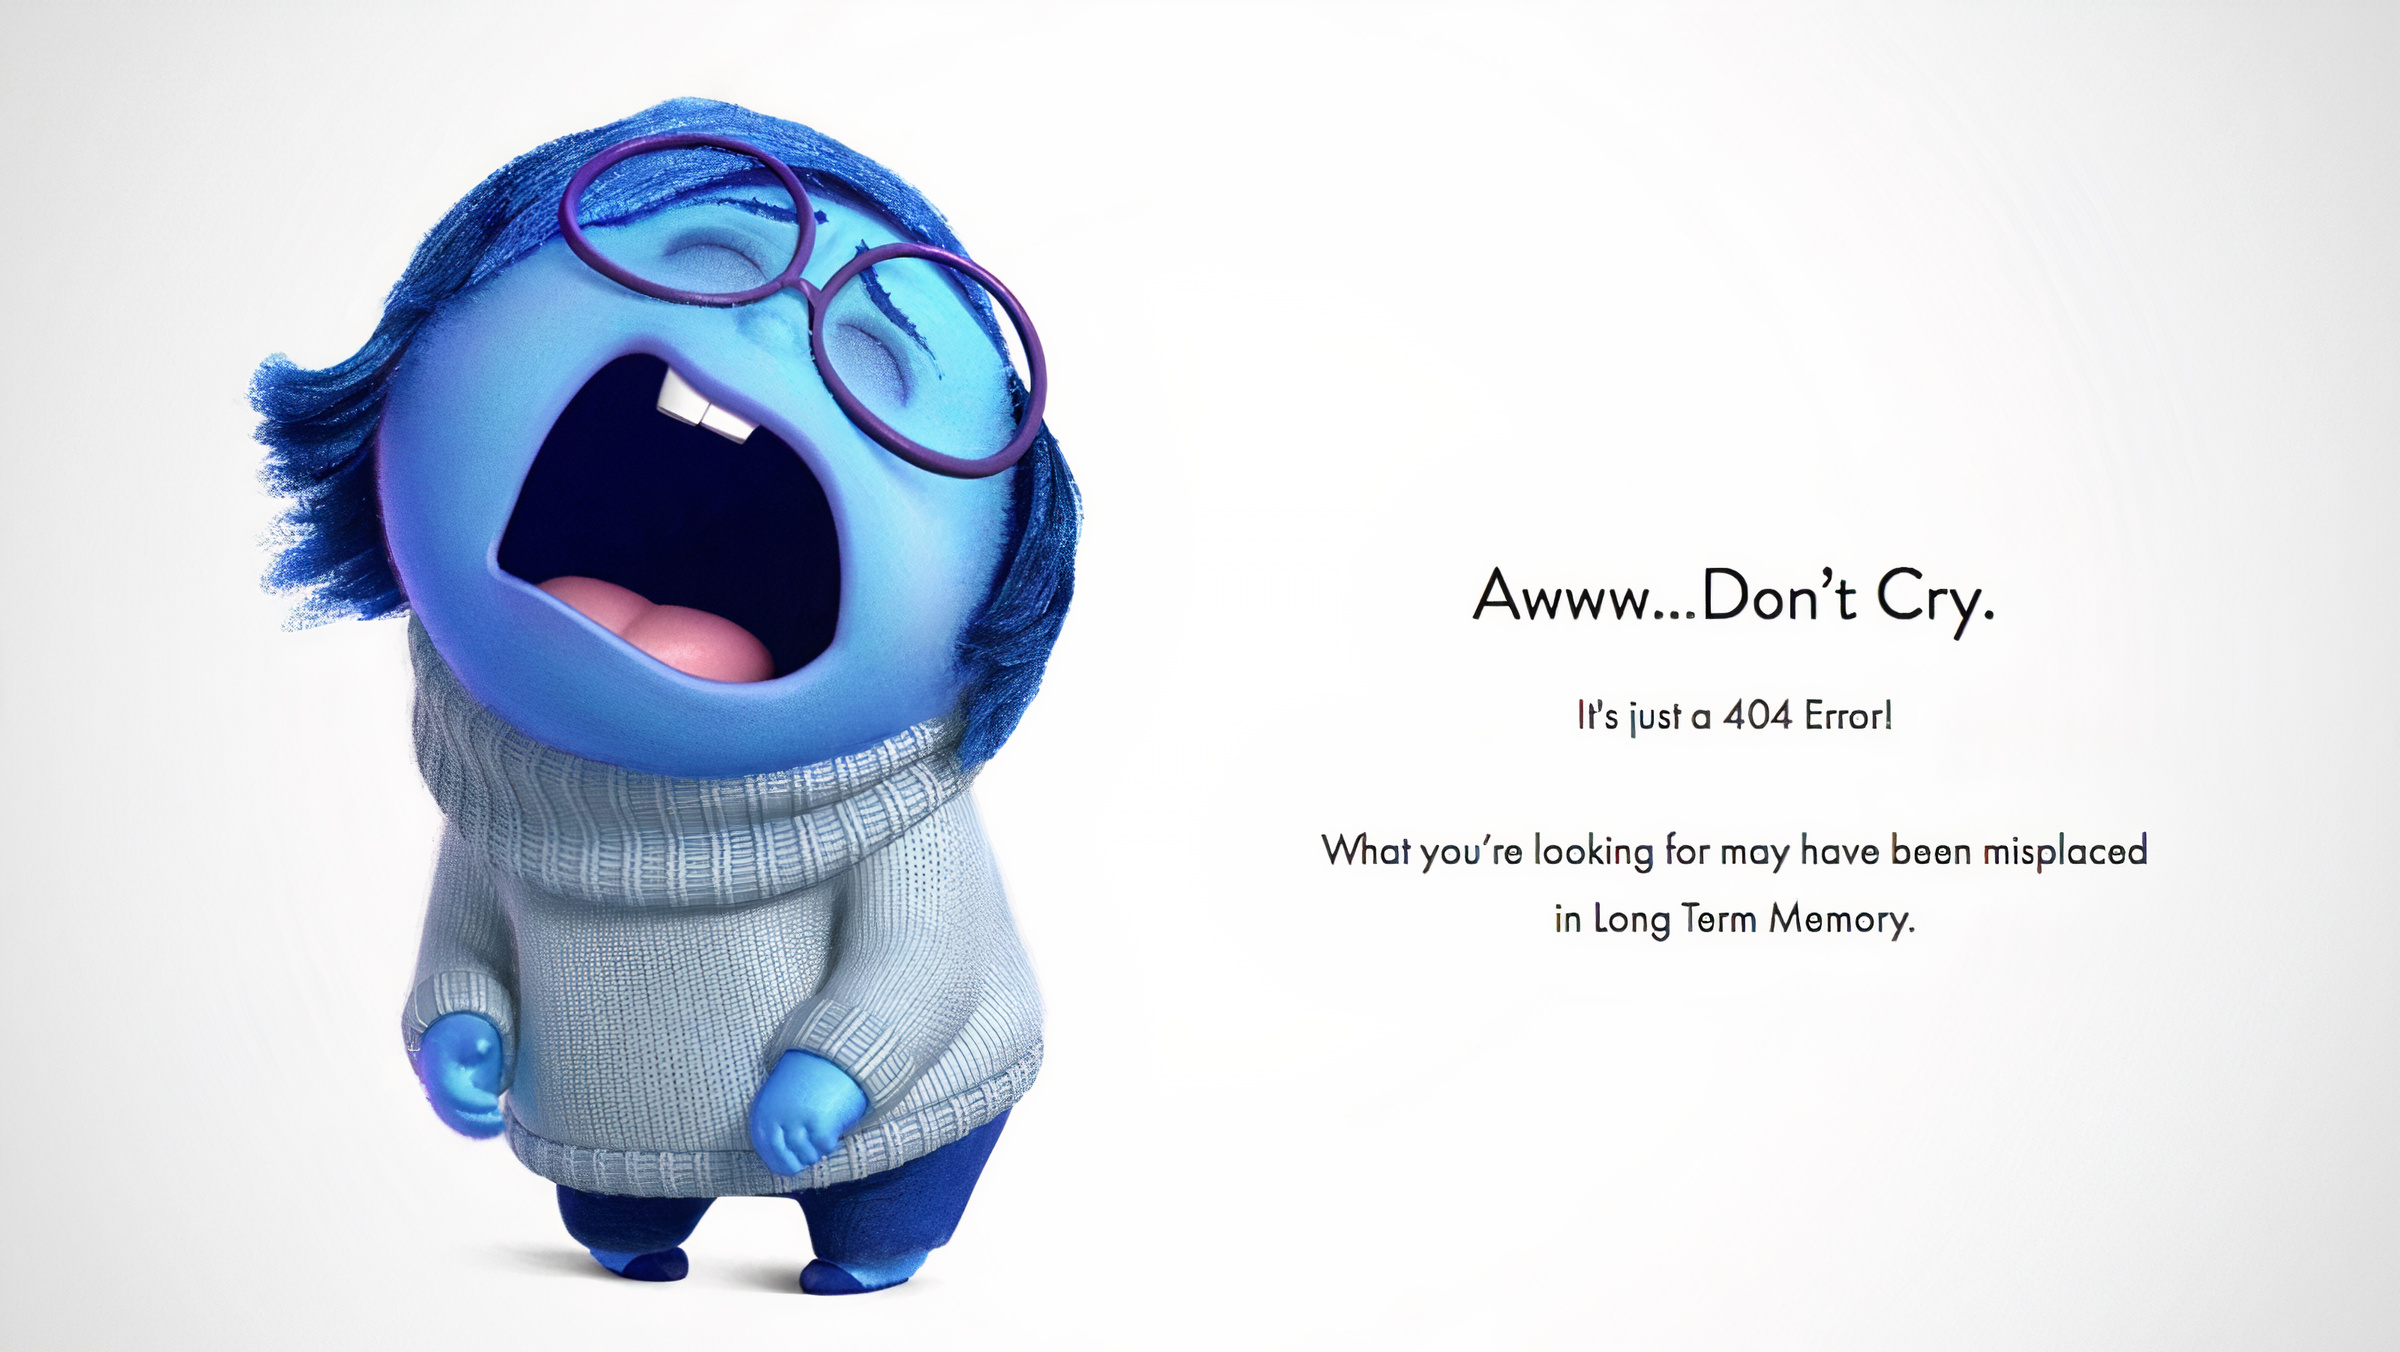 Awww...Don’t Cry.
It's just a 404 Error!
What you’re looking for may have been misplaced
in Long Term Memory.